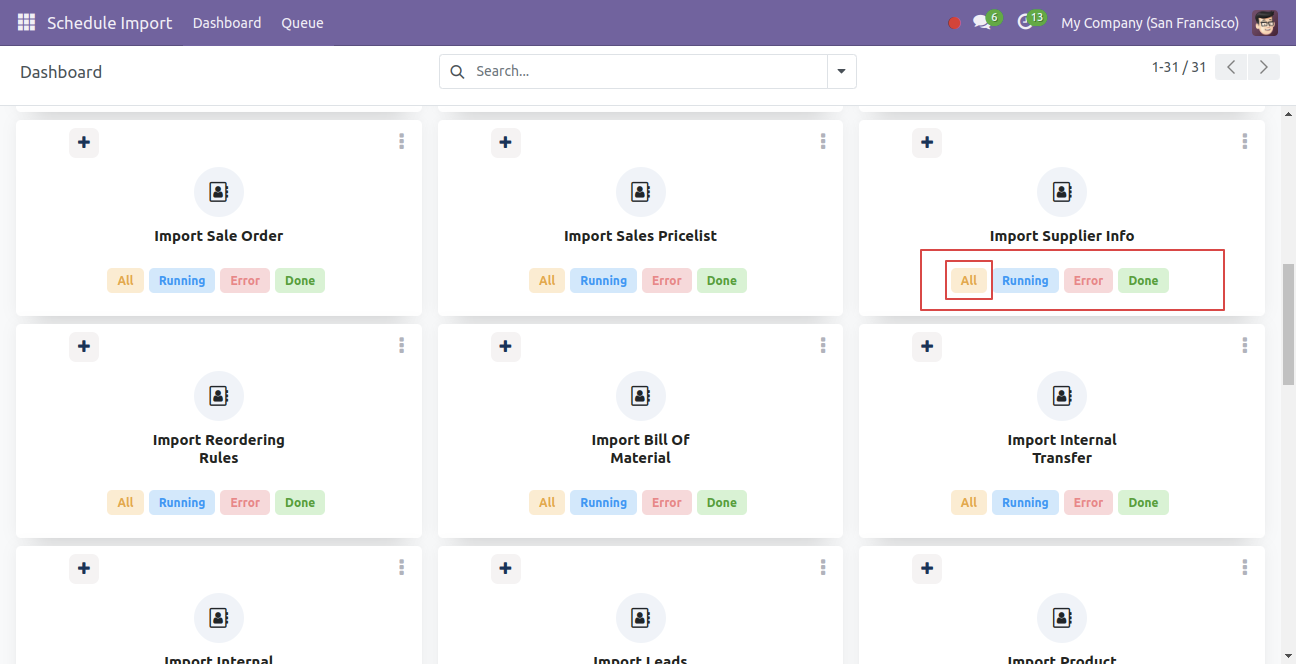 Schedule Import Dashboard Queue 6 13 My Company (San Francisco)
Dashboard Search... 1-31 / 31
Import Sale Order Import Sales Pricelist Import Supplier Info
All Running Error Done All Running Error Done All Running Error Done
Import Reordering Import Bill Of Import Internal
Rules Material Transfer
All Running Error Done All Running Error Done All Running Error Done
Import Internal Import Leads Import Product